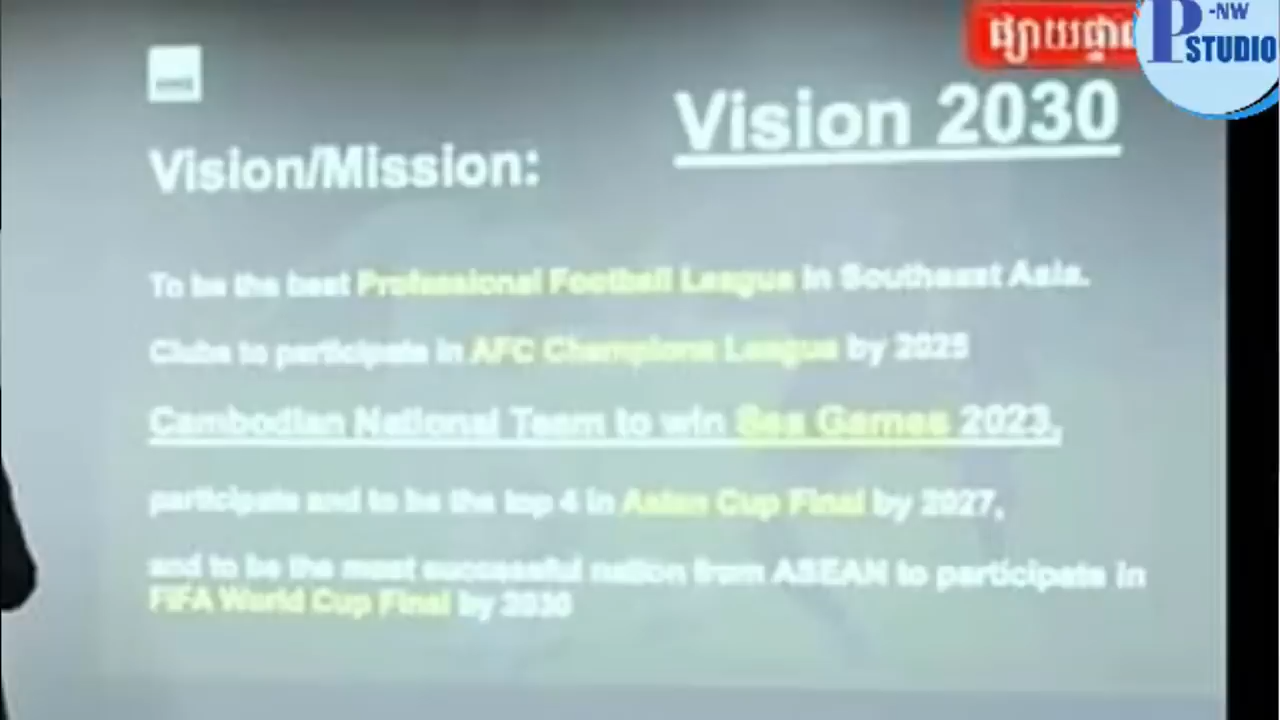 ផ្សាយផ្ទាល់
P-NW
STUDIO
Vision 2030
Vision/Mission:
To be the best Professional Football League in Southeast Asia.
Clubs to participate in AFC Champions League by 2025
Cambodian National Team to win Sea Games 2023,
participate and to be the top 4 in Asian Cup Final by 2027,
and to be the most successful nation from ASEAN to participate in
FIFA World Cup Final by 2030